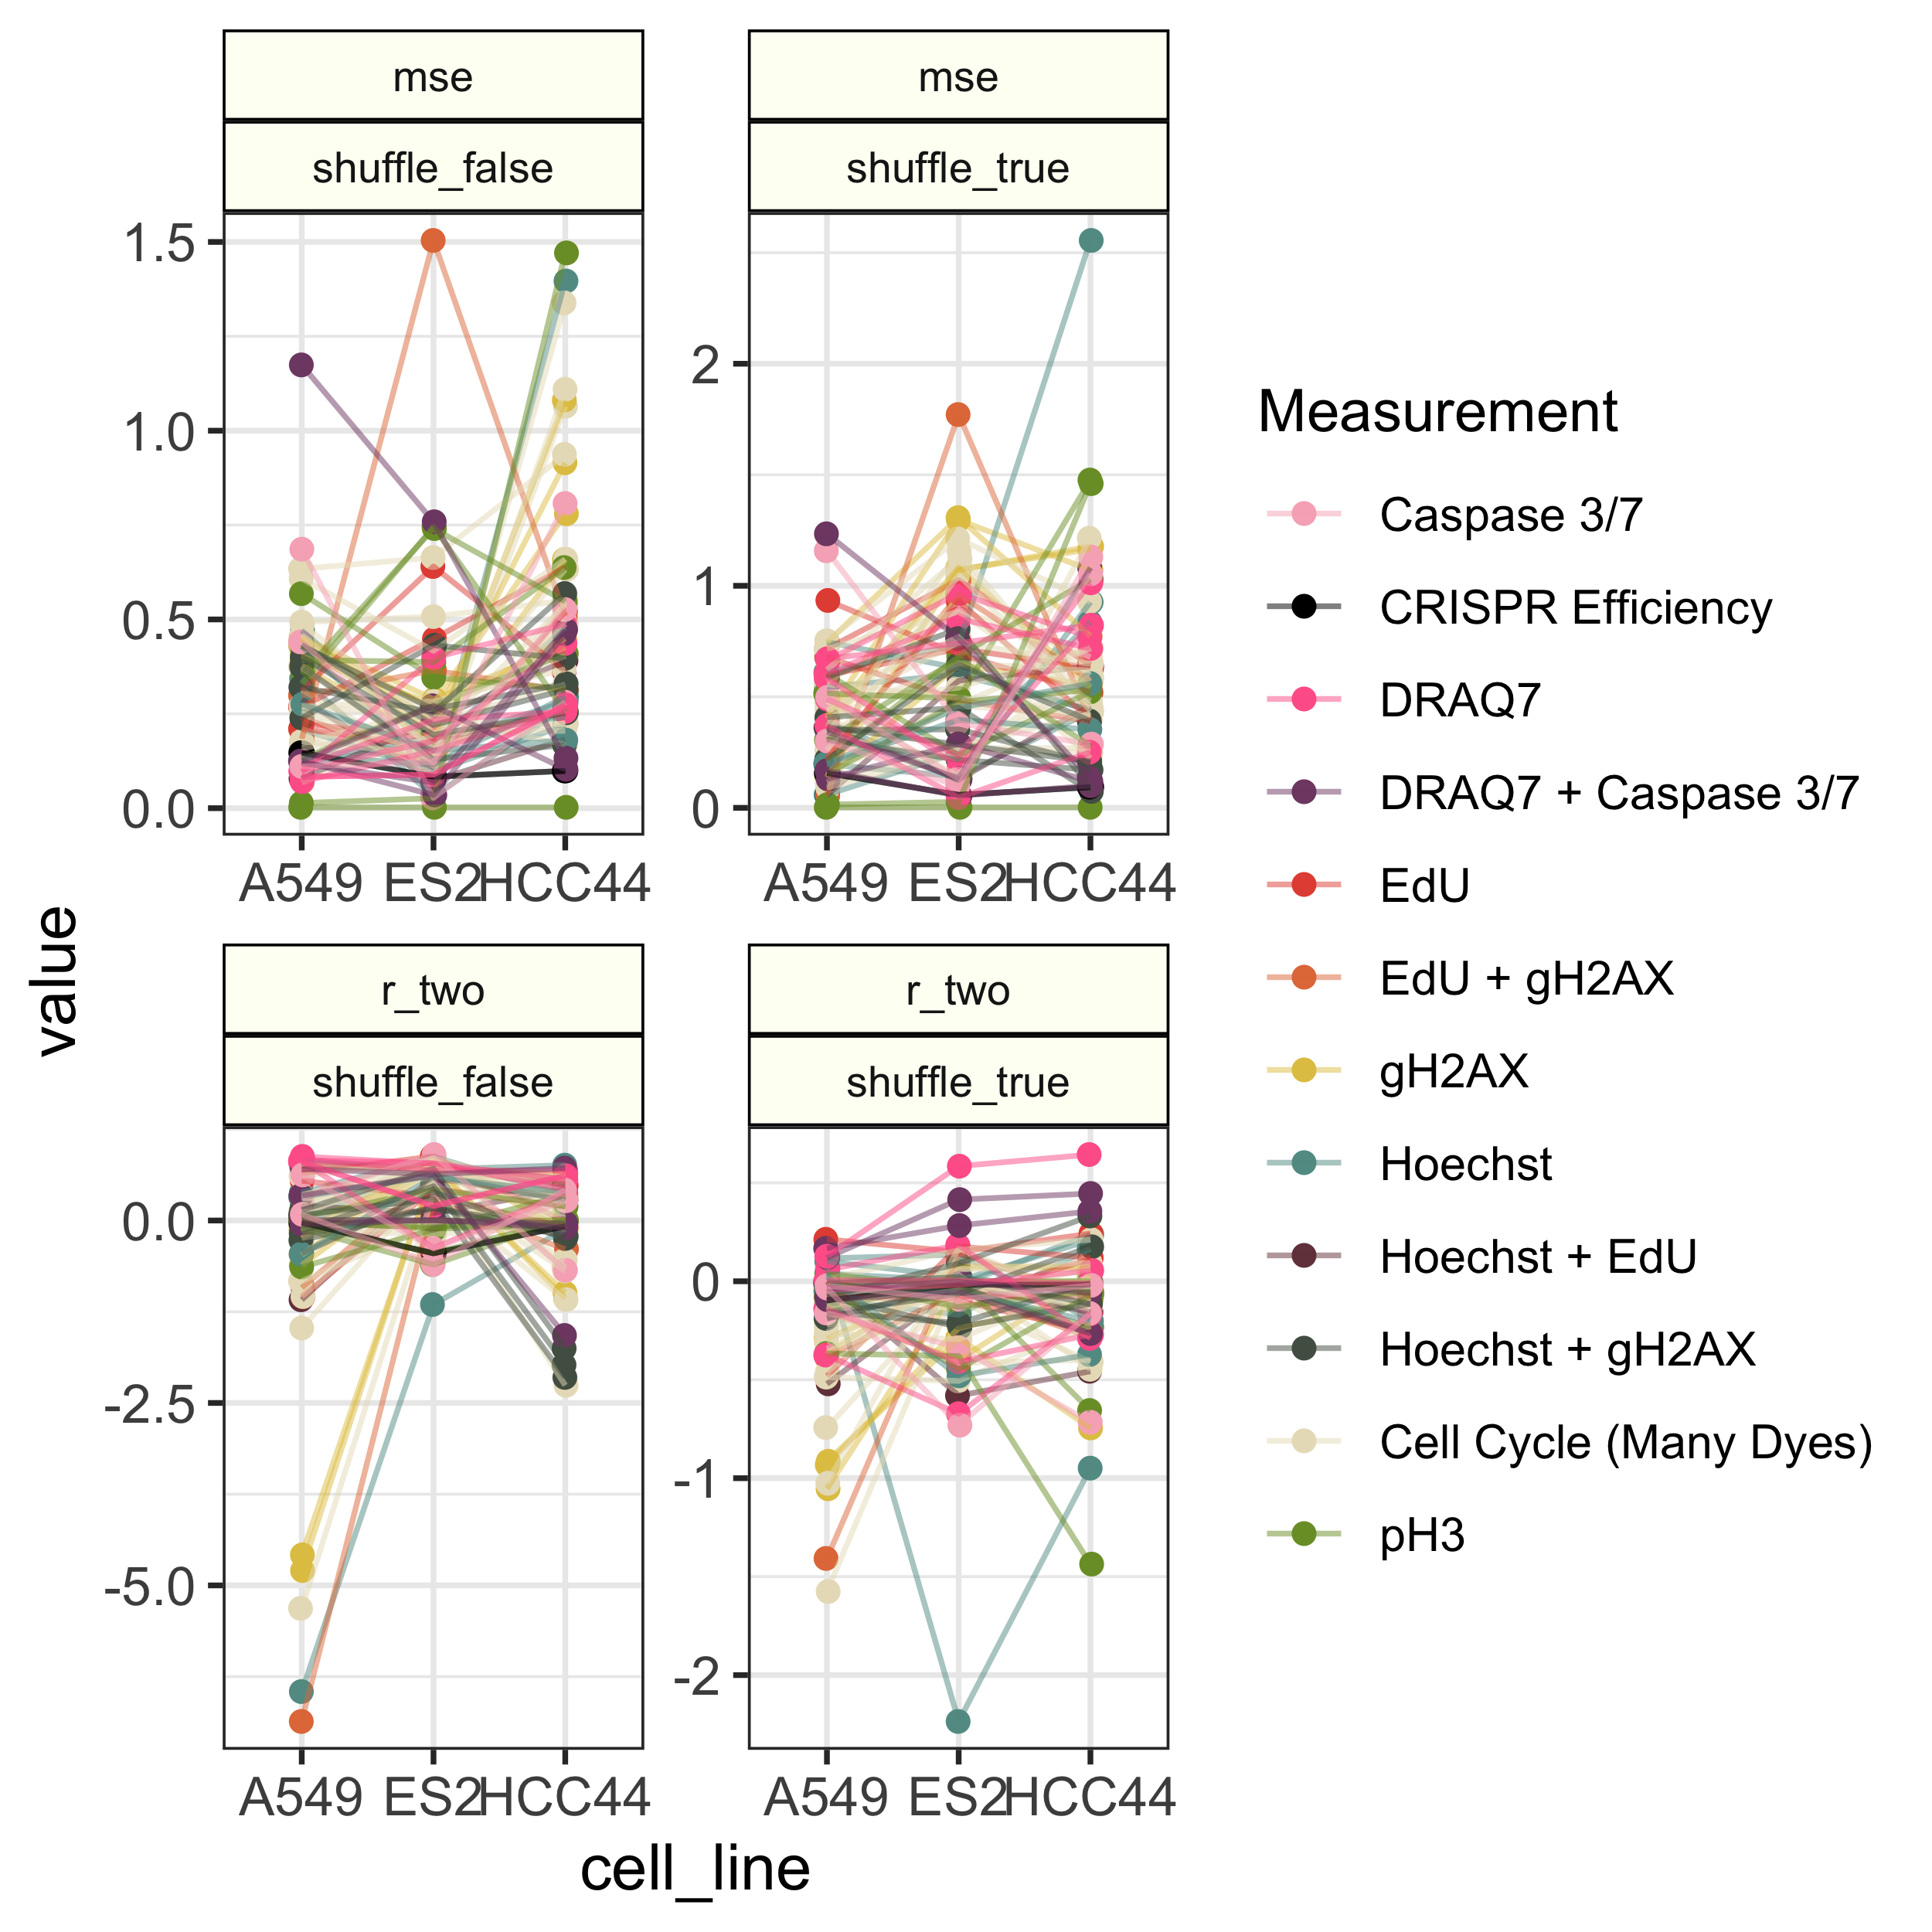 mse
shuffle_false
mse
shuffle_true
1.5
1.0
0.5
0.0
2
1
0
A549 ES2 HCC44
A549 ES2 HCC44
r_two
shuffle_false
r_two
shuffle_true
0.0
-2.5
-5.0
0
-1
-2
A549 ES2 HCC44
A549 ES2 HCC44
value
cell_line
Measurement
Caspase 3/7
CRISPR Efficiency
DRAQ7
DRAQ7 + Caspase 3/7
EdU
EdU + gH2AX
gH2AX
Hoechst
Hoechst + EdU
Hoechst + gH2AX
Cell Cycle (Many Dyes)
pH3